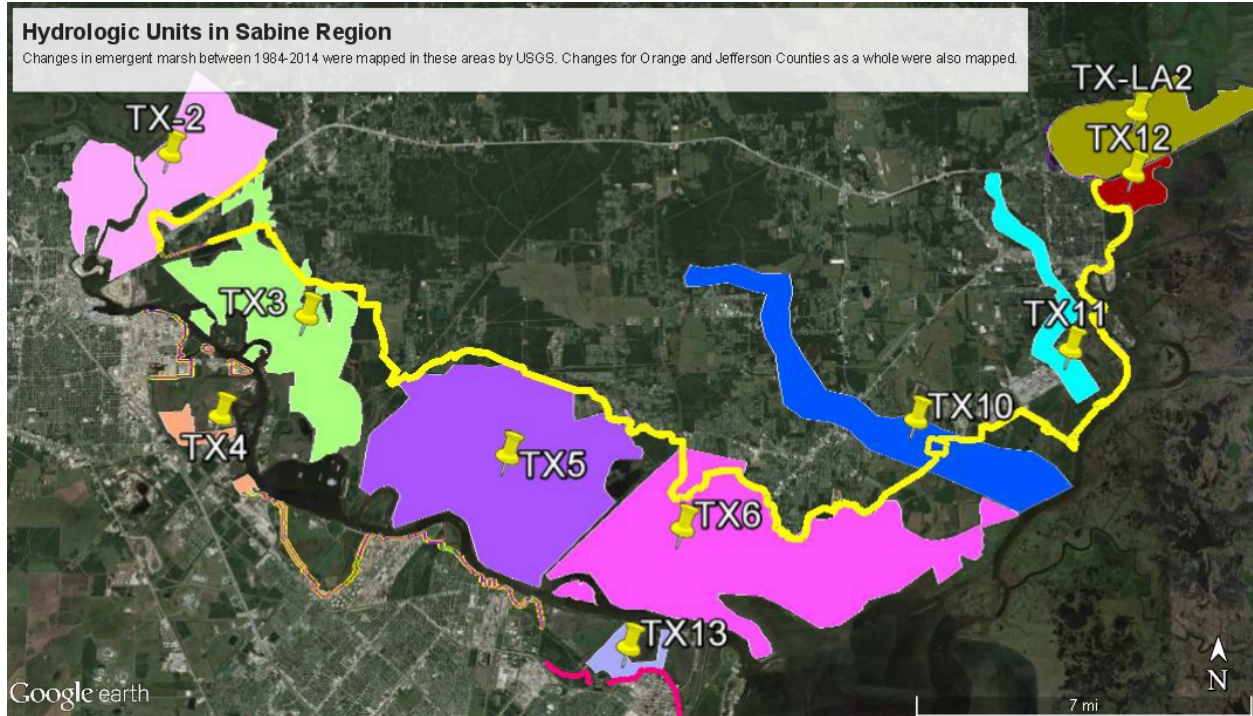 Hydrologic Units in Sabine Region
Changes in emergent marsh between 1984-2014 were mapped in these areas by USGS. Changes for Orange and Jefferson Counties as a whole were also mapped.
TX-LA2
TX-2
TX12
TX3
TX11
TX10
TX4
TX5
TX6
TX13
N
Google earth
7 mi